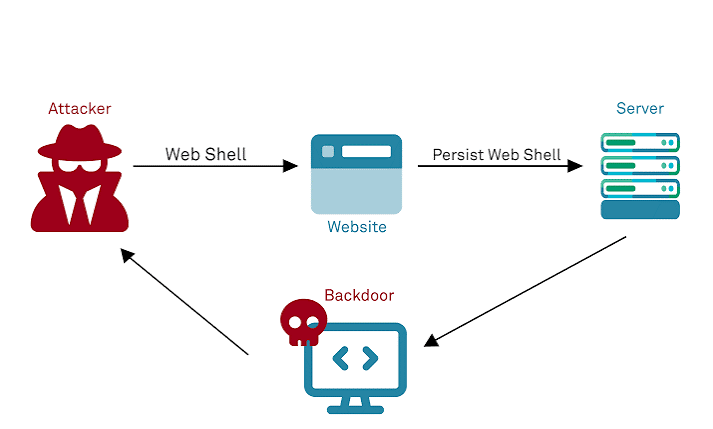 Attacker
Server
Web Shell
Persist Web Shell
Website
Backdoor